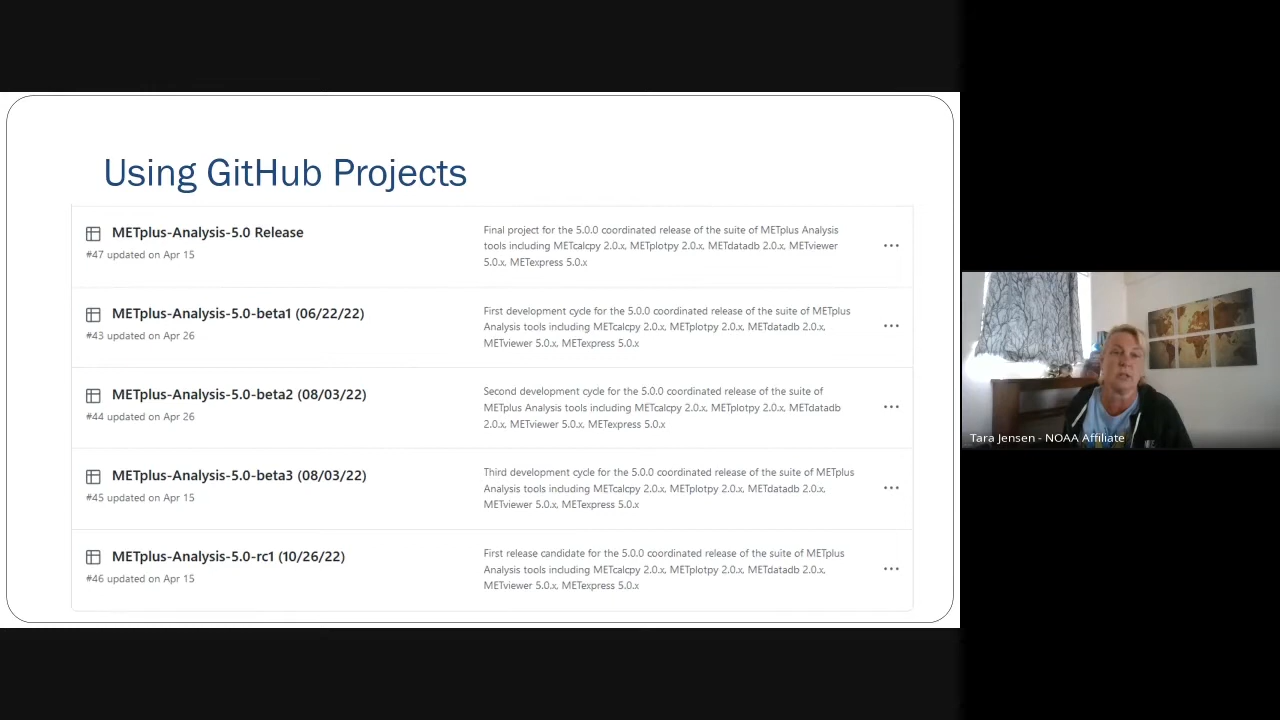 Using GitHub Projects
METplus-Analysis-5.0 Release
#47 updated on Apr 15
Final project for the 5.0.0 coordinated release of the suite of METplus Analysis
tools including METcalcpy 2.0.x, METplotpy 2.0.x, METdatadb 2.0.x, METviewer
5.0.x, METexpress 5.0.x
METplus-Analysis-5.0-beta1 (06/22/22)
#43 updated on Apr 26
First development cycle for the 5.0.0 coordinated release of the suite of METplus
Analysis tools including METcalcpy 2.0.x, METplotpy 2.0.x, METdatadb 2.0.x,
METviewer 5.0.x, METexpress 5.0.x
METplus-Analysis-5.0-beta2 (08/03/22)
#44 updated on Apr 26
Second development cycle for the 5.0.0 coordinated release of the suite of
METplus Analysis tools including METcalcpy 2.0.x, METplotpy 2.0.x, METdatadb
2.0.x, METviewer 5.0.x, METexpress 5.0.x
METplus-Analysis-5.0-beta3 (08/03/22)
#45 updated on Apr 15
Third development cycle for the 5.0.0 coordinated release of the suite of METplus
Analysis tools including METcalcpy 2.0.x, METplotpy 2.0.x, METdatadb 2.0.x,
METviewer 5.0.x, METexpress 5.0.x
METplus-Analysis-5.0-rc1 (10/26/22)
#46 updated on Apr 15
First release candidate for the 5.0.0 coordinated release of the suite of METplus
Analysis tools including METcalcpy 2.0.x, METplotpy 2.0.x, METdatadb 2.0.x,
METviewer 5.0.x, METexpress 5.0.x
Tara Jensen - NOAA Affiliate